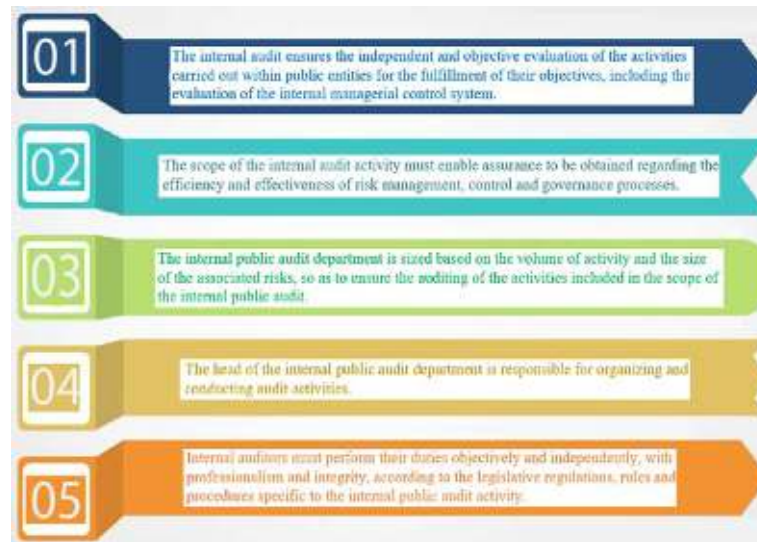 01
The internal audit ensures the independent and objective evaluation of the activities
carried out within public entities for the fulfillment of their objectives, including the
evaluation of the internal managerial control system.
02
The scope of the internal audit activity must enable assurance to be obtained regarding the
efficiency and effectiveness of risk management, control and governance processes.
03
The internal public audit department is sized based on the volume of activity and the size
of the associated risks, so as to ensure the auditing of the activities included in the scope of
the internal public audit.
04
The head of the internal public audit department is responsible for organizing and
conducting audit activities.
05
Internal auditors must perform their duties objectively and independently, with
professionalism and integrity, according to the legislative regulations, rules and
procedures specific to the internal public audit activity.